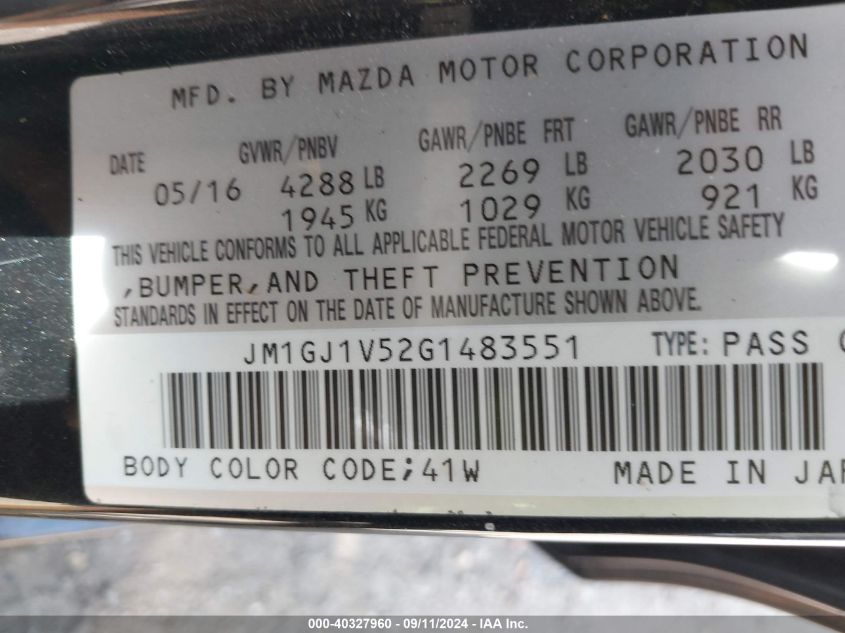 MFD. BY MAZDA MOTOR CORPORATION
DATE GVWR/PNBV GAWR/PNBE FRT GAWR/PNBE RR
05/16 4288 LB 2269 LB 2030 LB
1945 KG 1029 KG 921 KG
THIS VEHICLE CONFORMS TO ALL APPLICABLE FEDERAL MOTOR VEHICLE SAFETY
,BUMPER,AND THEFT PREVENTION
STANDARDS IN EFFECT ON THE DATE OF MANUFACTURE SHOWN ABOVE.
JM1GJ1V52G1483551 TYPE: PASS
BODY COLOR CODE;41W MADE IN JAP
000-40327960 - 09/11/2024 - IAA Inc.